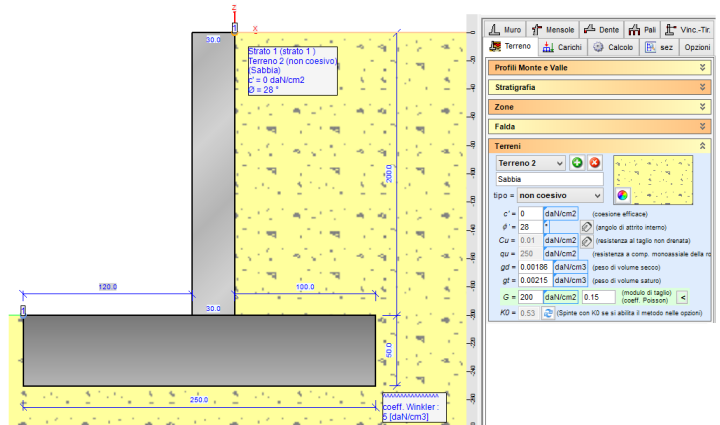 z
x
1
30.0
Strato 1 (strato 1 )
Terreno 2 (non coesivo)
(Sabbia)
c' = 0 daN/cm2
Ø = 28 °
200.0
120.0
100.0
30.0
1
50.0
250.0
coeff. Winkler :
5 [daN/cm3]
Muro Mensole Dente Pali Vinc.-Tir.
Terreno Carichi Calcolo sez Opzioni
Profili Monte e Valle
Stratigrafia
Zone
Falda
Terreni
Terreno 2
Sabbia
tipo = non coesivo
c' = 0 daN/cm2 (coesione efficace)
ϕ' = 28 ° (angolo di attrito interno)
Cu = 0.01 daN/cm2 (resistenza al taglio non drenata)
qu = 250 daN/cm2 (resistenza a comp. monoassiale della ro
gd = 0.00186 daN/cm3 (peso di volume secco)
gt = 0.00215 daN/cm3 (peso di volume saturo)
G = 200 daN/cm2 0.15 (modulo di taglio) (coeff. Poisson) <
K0 = 0.53 (Spinte con K0 se si abilita il metodo nelle opzioni)